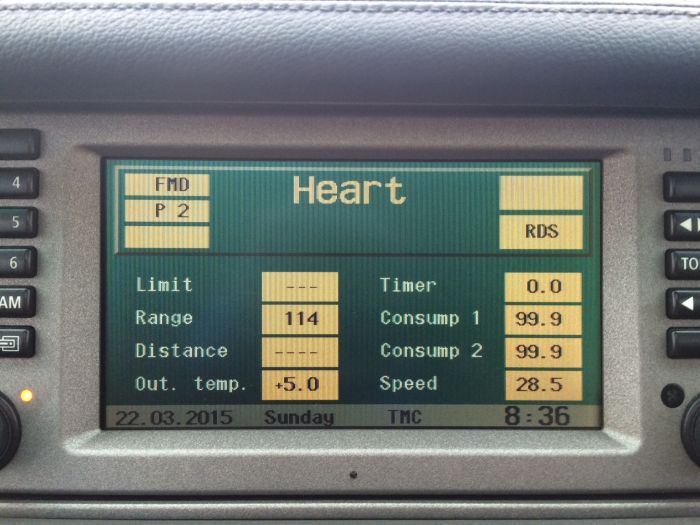 FMD
P 2
Heart
RDS
Limit --- Timer 0.0
Range 114 Consump 1 99.9
Distance ---- Consump 2 99.9
Out. temp. +5.0 Speed 28.5
22.03.2015 Sunday TMC 8:36
4
5
6
AM
TO